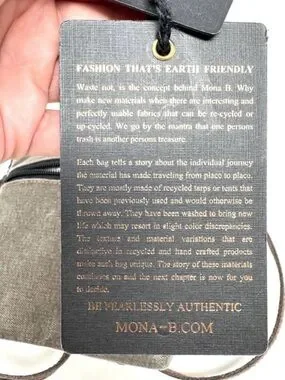 FASHION THAT'S EARTH FRIENDLY
Waste not, is the concept behind Mona B. Why
make new materials when there are interesting and
perfectly usable fabrics that can be re-cycled or
up-cycled. We go by the mantra that one persons
trash is another persons treasure.
Each bag tells a story about the individual journey
the material has made traveling from place to place.
They are mostly made of recycled tarps or tents that
have been previously used and would otherwise be
thrown away. They have been washed to bring new
life which may resort in slight color discrepancies.
The texture and material variations that are
distinctive in recycled and hand crafted products
make each bag unique. The story of these materials
continues on and the next chapter is now for you
to decide.
BE FEARLESSLY AUTHENTIC
MONA-B.COM